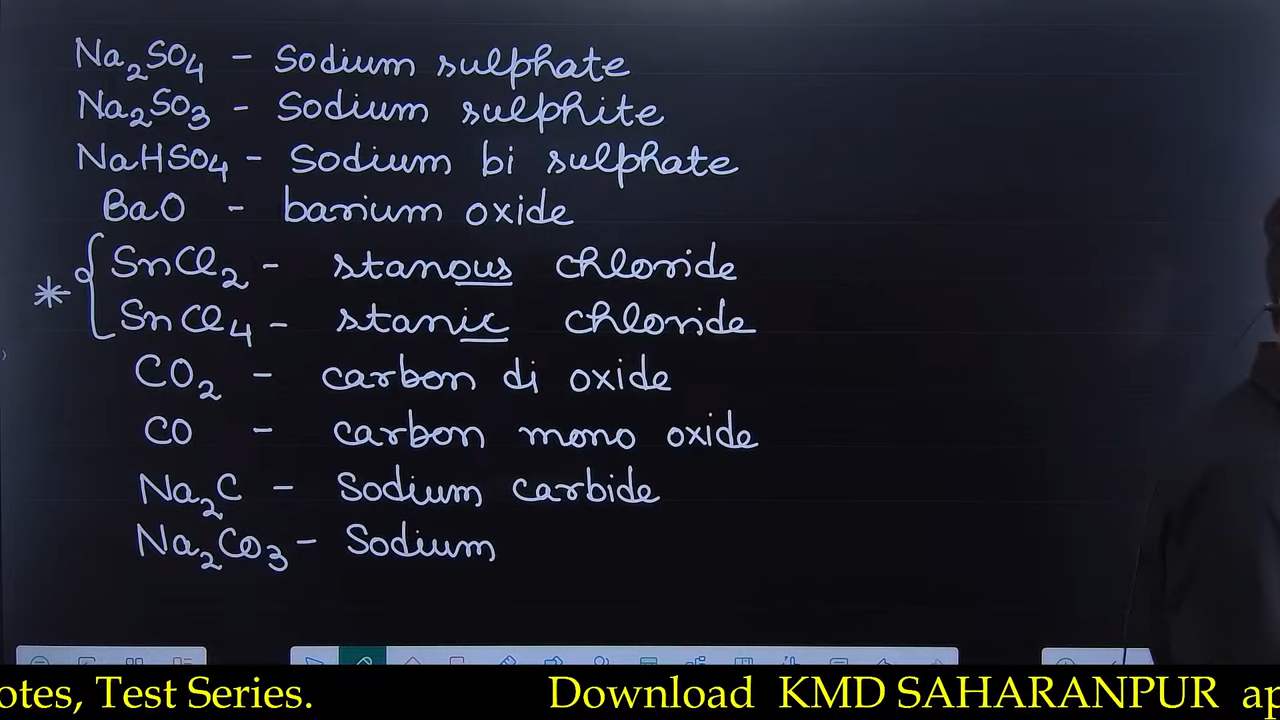 Na₂SO₄ - Sodium sulphate
Na₂SO₃ - Sodium sulphite
NaHSO₄ - Sodium bi sulphate
BaO - barium oxide
SnCl₂ - stanous chloride
* { SnCl₄ - stanic chloride
CO₂ - carbon di oxide
CO - carbon mono oxide
Na₂C - Sodium carbide
Na₂CO₃ - Sodium
otes, Test Series. Download KMD SAHARANPUR ap